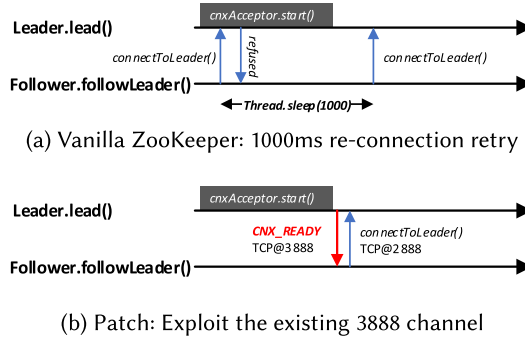 cnxAcceptor.start()
Leader.lead()
connectToLeader()
refused
connectToLeader()
Follower.followLeader()
Thread.sleep(1000)
(a) Vanilla ZooKeeper: 1000ms re-connection retry
cnxAcceptor.start()
Leader.lead()
CNX_READY
connectToLeader()
TCP@3888
TCP@2888
Follower.followLeader()
(b) Patch: Exploit the existing 3888 channel